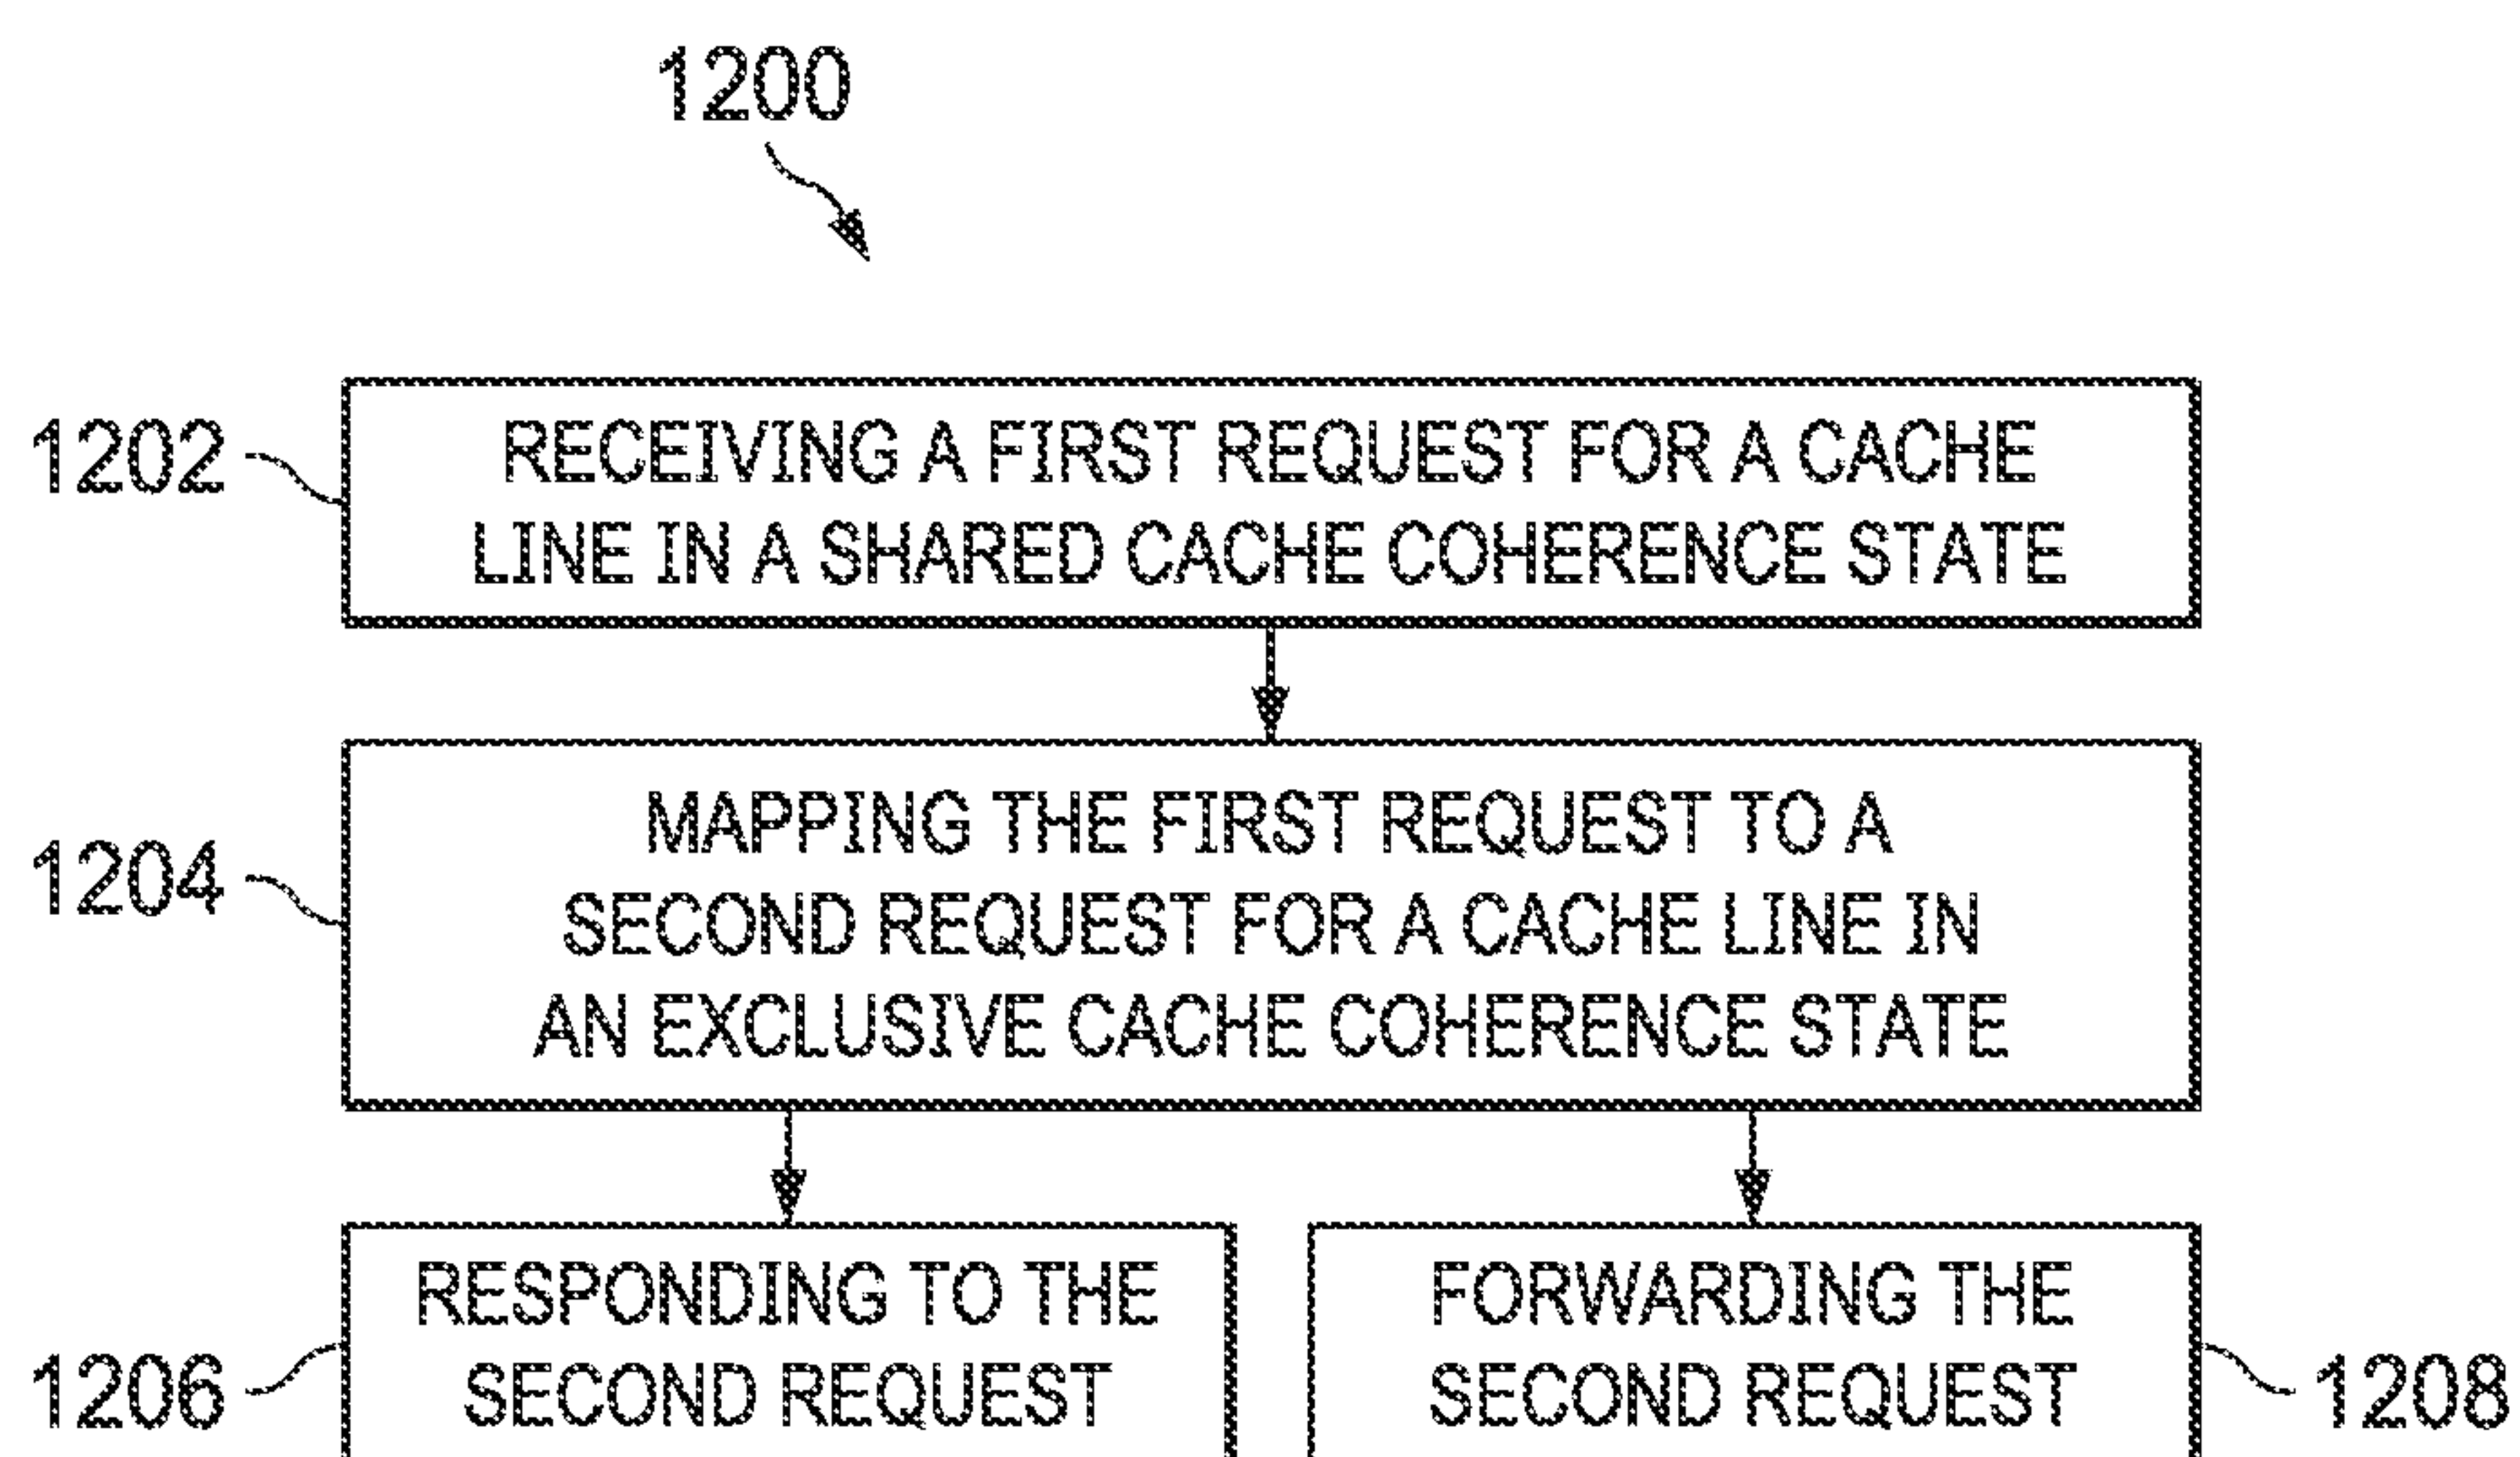 1200
1202
RECEIVING A FIRST REQUEST FOR A CACHE
LINE IN A SHARED CACHE COHERENCE STATE
1204
MAPPING THE FIRST REQUEST TO A
SECOND REQUEST FOR A CACHE LINE IN
AN EXCLUSIVE CACHE COHERENCE STATE
1206
RESPONDING TO THE
SECOND REQUEST
FORWARDING THE
SECOND REQUEST
1208